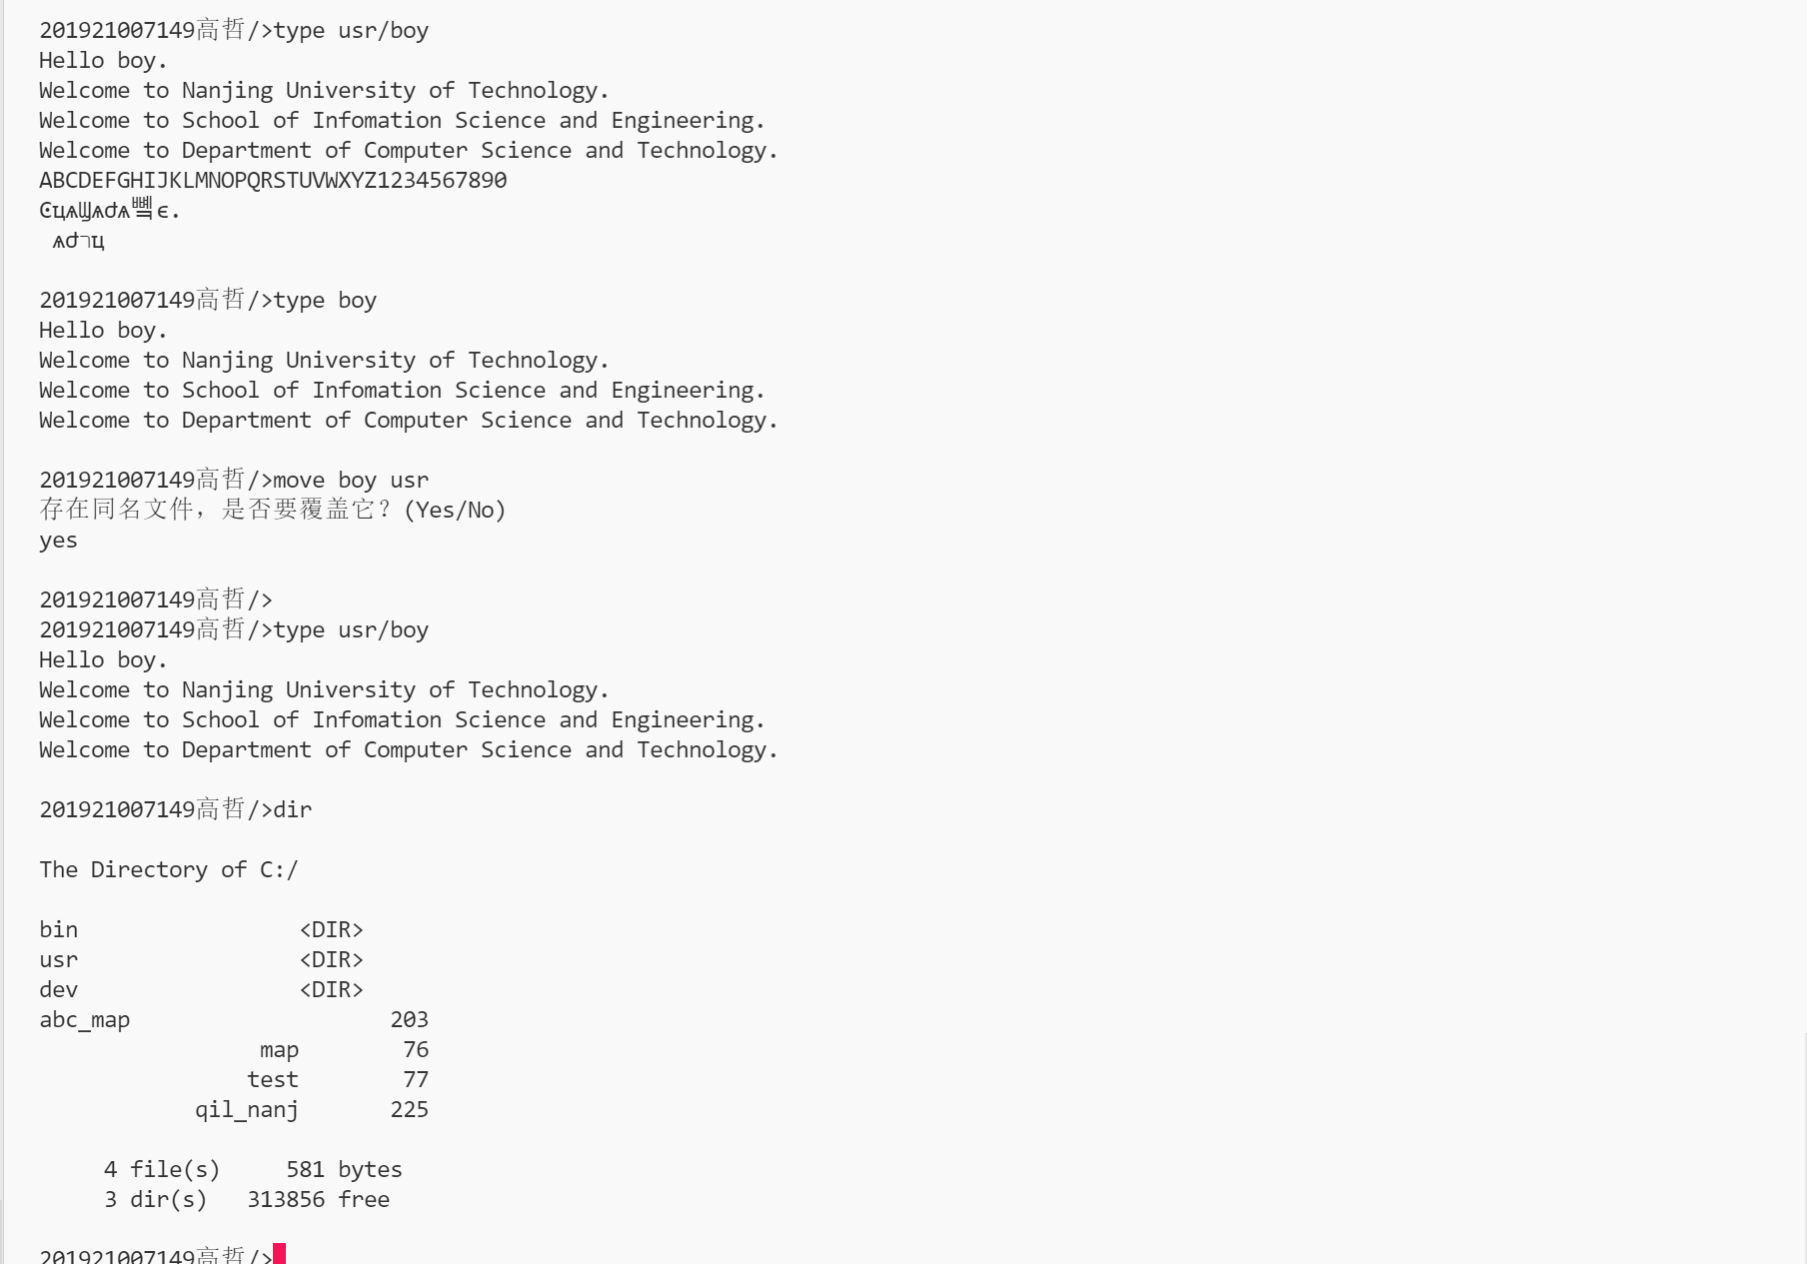 201921007149高哲/>type usr/boy
Hello boy.
Welcome to Nanjing University of Technology.
Welcome to School of Infomation Science and Engineering.
Welcome to Department of Computer Science and Technology.
ABCDEFGHIJKLMNOPQRSTUVWXYZ1234567890
.
201921007149高哲/>type boy
Hello boy.
Welcome to Nanjing University of Technology.
Welcome to School of Infomation Science and Engineering.
Welcome to Department of Computer Science and Technology.
201921007149高哲/>move boy usr
存在同名文件，是否要覆盖它？(Yes/No)
yes
201921007149高哲/>
201921007149高哲/>type usr/boy
Hello boy.
Welcome to Nanjing University of Technology.
Welcome to School of Infomation Science and Engineering.
Welcome to Department of Computer Science and Technology.
201921007149高哲/>dir
The Directory of C:/
bin <DIR>
usr <DIR>
dev <DIR>
abc_map 203
map 76
test 77
qil_nanj 225
4 file(s) 581 bytes
3 dir(s) 313856 free
201921007149高哲/>